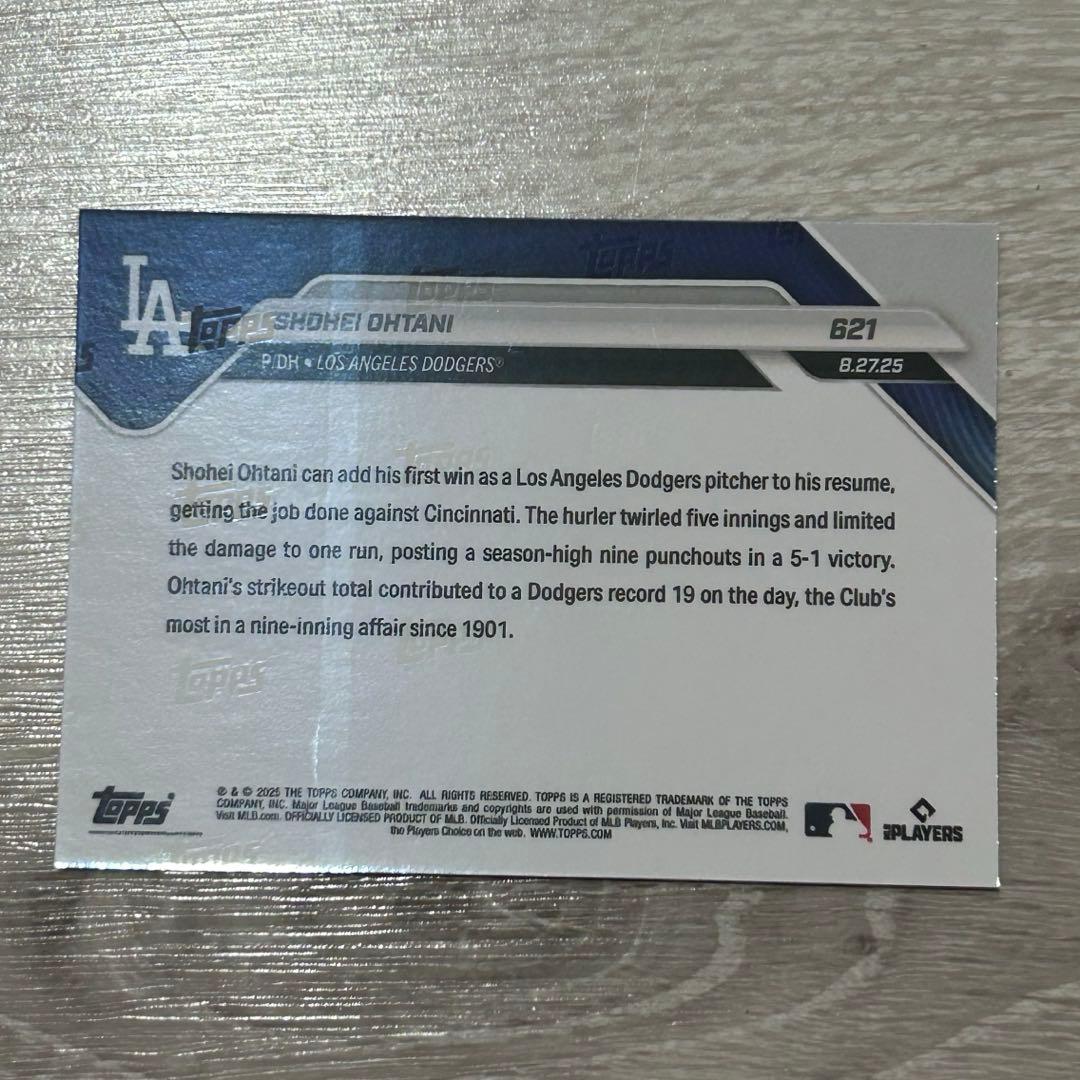 LA
Topps
SHOHEI OHTANI
621
P/DH • LOS ANGELES DODGERS®
8.27.25
Shohei Ohtani can add his first win as a Los Angeles Dodgers pitcher to his resume,
getting the job done against Cincinnati. The hurler twirled five innings and limited
the damage to one run, posting a season-high nine punchouts in a 5-1 victory.
Ohtani's strikeout total contributed to a Dodgers record 19 on the day, the Club's
most in a nine-inning affair since 1901.
Topps
Topps
® & © 2025 THE TOPPS COMPANY, INC. ALL RIGHTS RESERVED. TOPPS IS A REGISTERED TRADEMARK OF THE TOPPS
COMPANY, INC. Major League Baseball trademarks and copyrights are used with permission of Major League Baseball.
Visit MLB.com. OFFICIALLY LICENSED PRODUCT OF MLB. Officially Licensed Product of MLB Players, Inc. Visit MLBPLAYERS.COM,
the Players Choice on the web. WWW.TOPPS.COM
PLAYERS